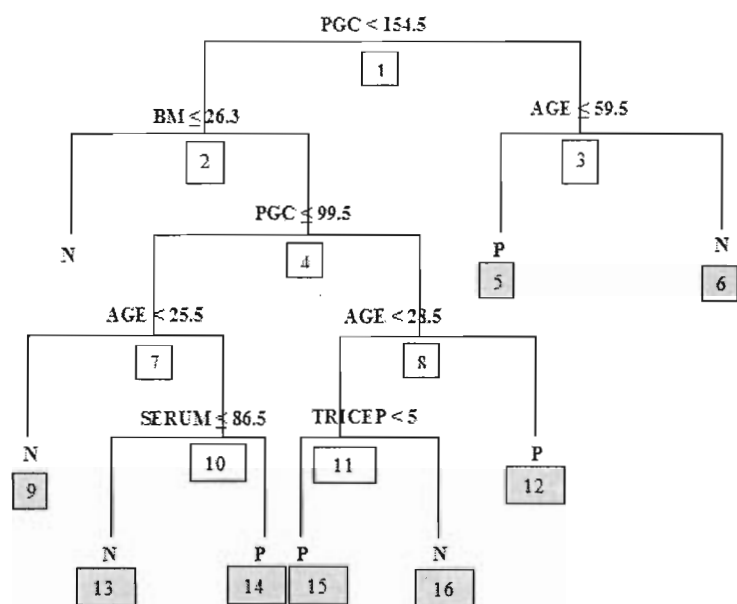 PGC < 154.5
1
BM ≤ 26.3
AGE ≤ 59.5
2
3
PGC ≤ 99.5
N
4
P
N
5
6
AGE < 25.5
AGE < 28.5
7
8
SERUM ≤ 86.5
TRICEP < 5
N
10
11
P
9
12
N
P
P
N
13
14
15
16